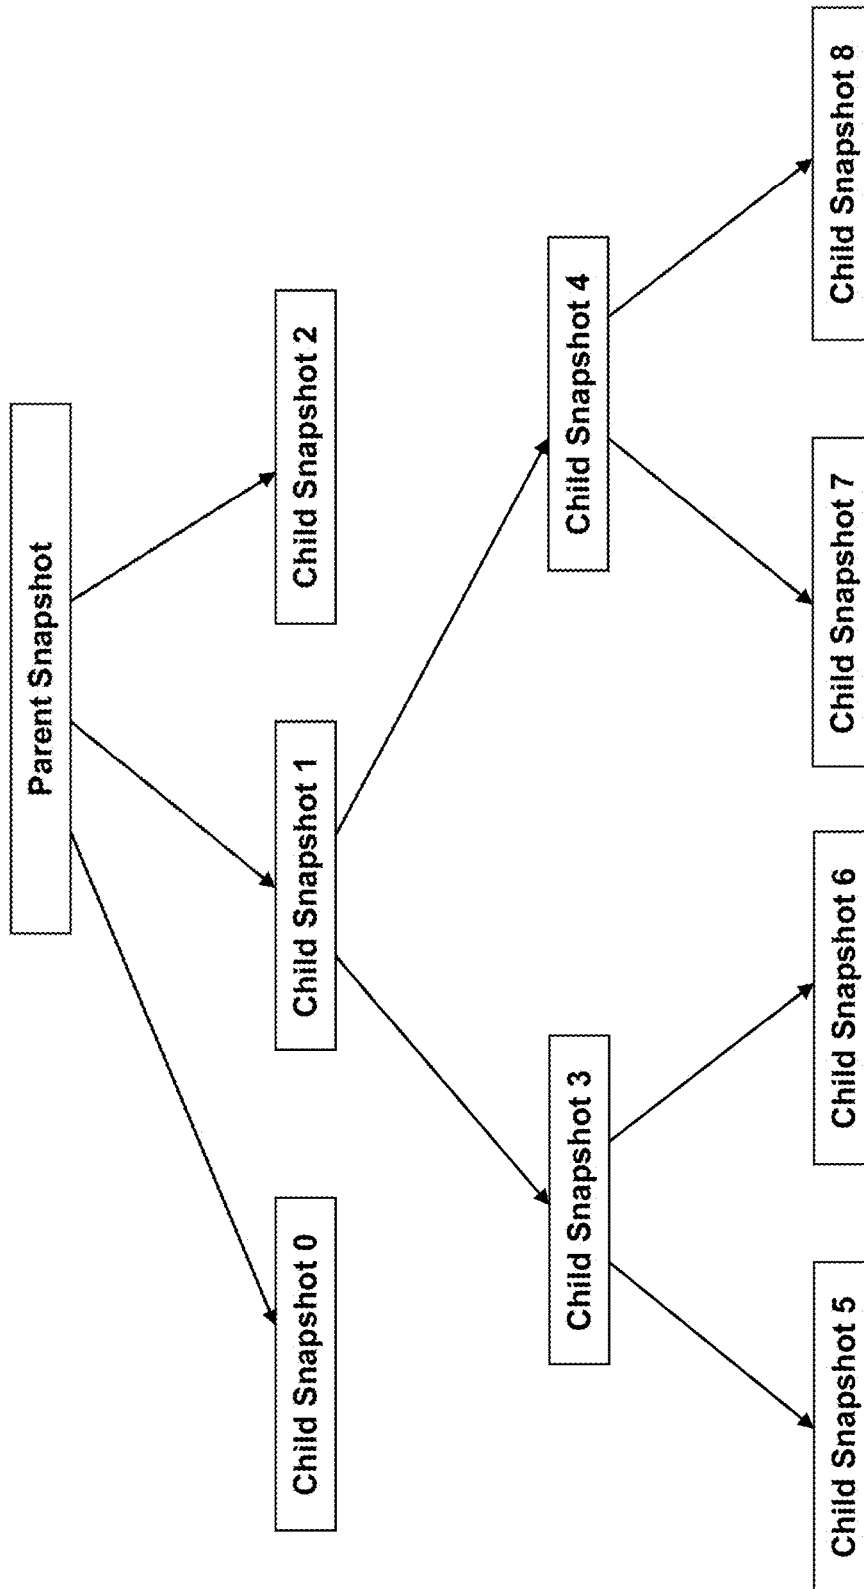 Parent Snapshot
Child Snapshot 0
Child Snapshot 1
Child Snapshot 2
Child Snapshot 3
Child Snapshot 4
Child Snapshot 5
Child Snapshot 6
Child Snapshot 7
Child Snapshot 8